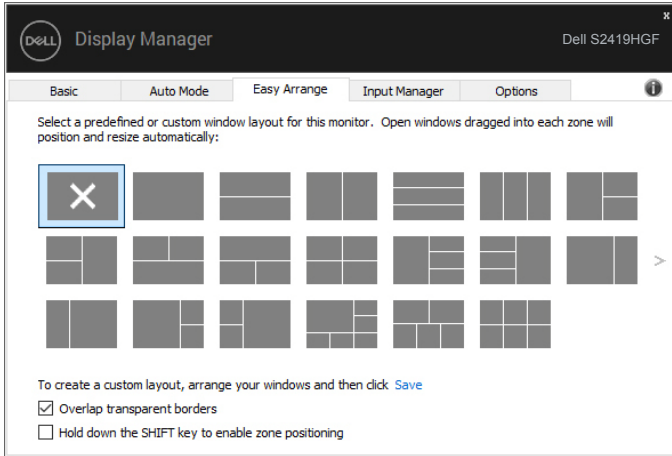 x
DELL Display Manager Dell S2419HGF
Basic Auto Mode Easy Arrange Input Manager Options
Select a predefined or custom window layout for this monitor. Open windows dragged into each zone will
position and resize automatically:
To create a custom layout, arrange your windows and then click Save
Overlap transparent borders
Hold down the SHIFT key to enable zone positioning